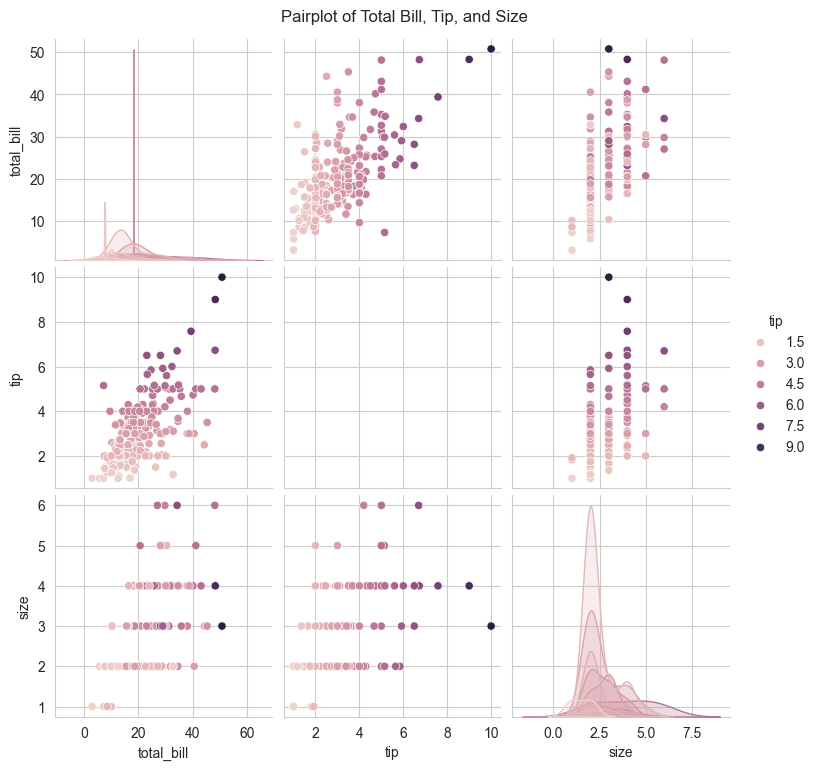 Pairplot of Total Bill, Tip, and Size
50
40
30
20
10
total_bill
10
8
6
4
2
tip
tip
1.5
3.0
4.5
6.0
7.5
9.0
6
5
4
3
2
1
size
0 20 40 60
2 4 6 8 10
0.0 2.5 5.0 7.5
total_bill
tip
size